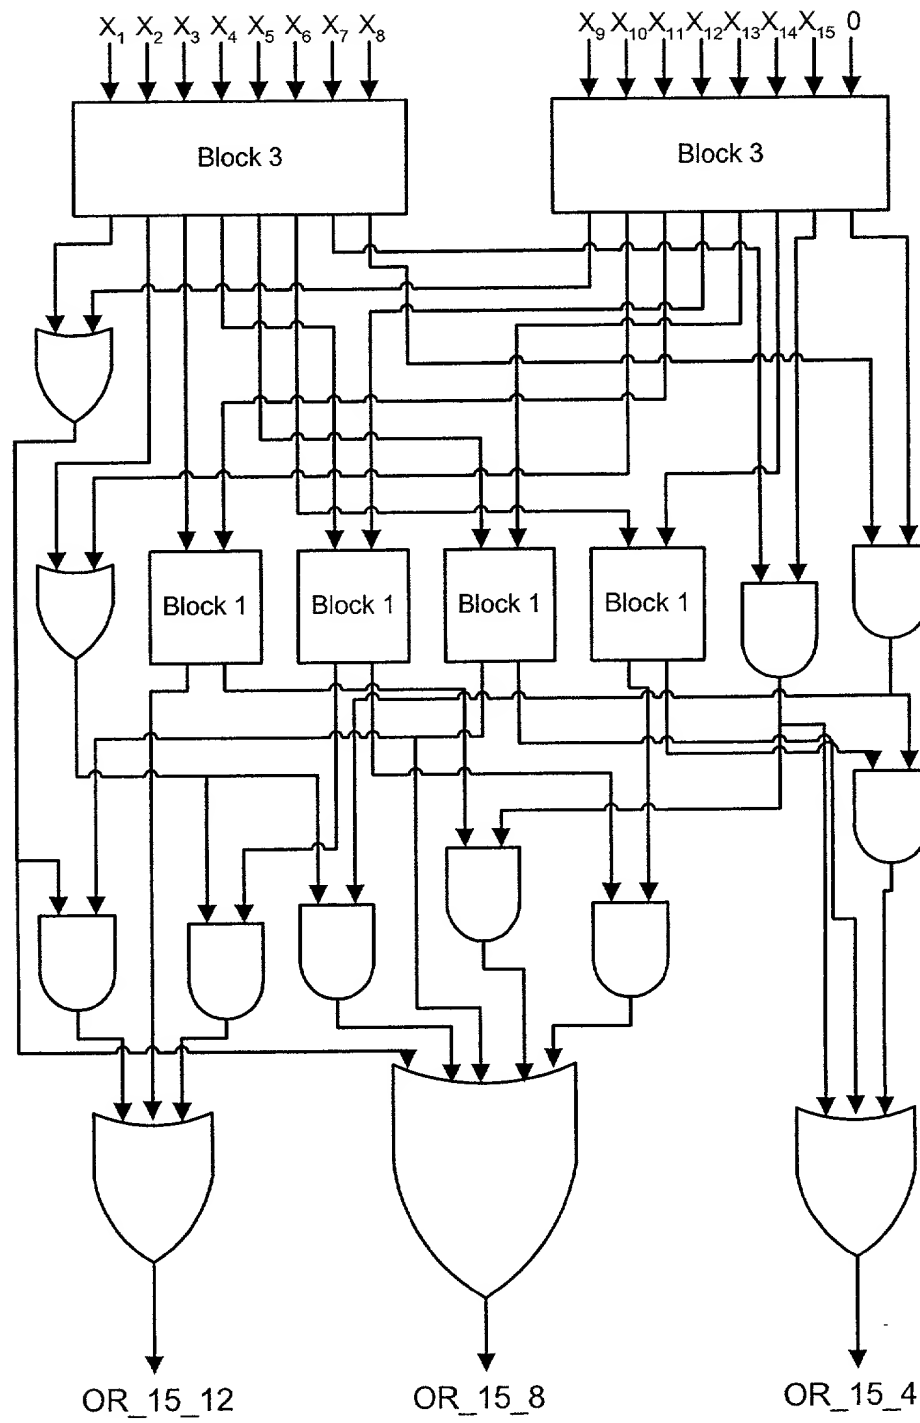 X1 X2 X3 X4 X5 X6 X7 X8
X9 X10 X11 X12 X13 X14 X15 0
Block 3
Block 3
Block 1
Block 1
Block 1
Block 1
OR_15_12
OR_15_8
OR_15_4